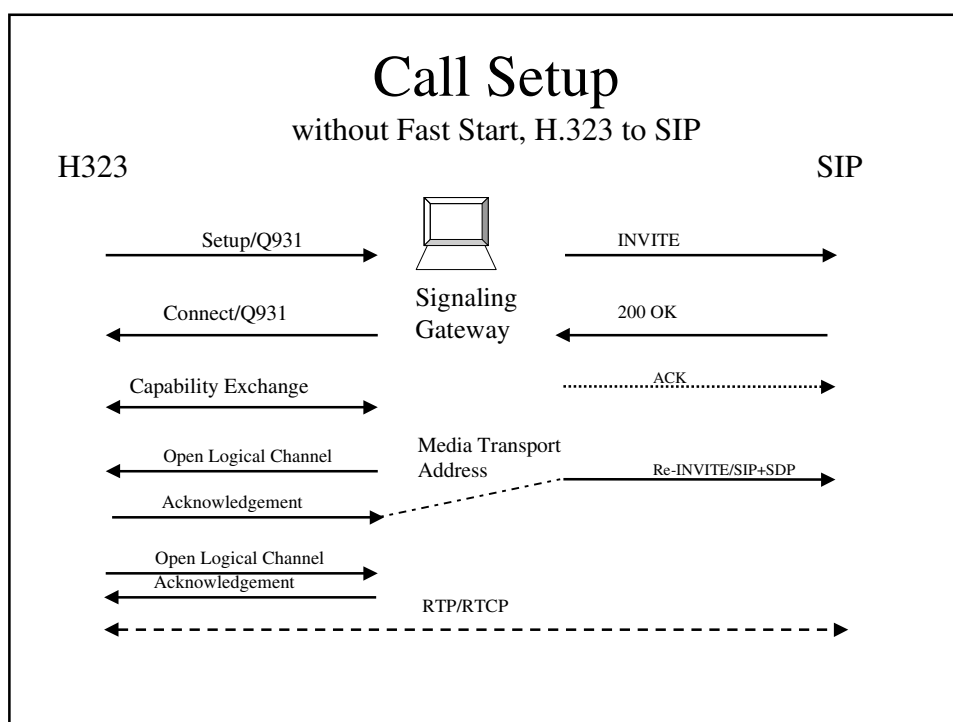 Call Setup
without Fast Start, H.323 to SIP
H323
SIP
Setup/Q931
INVITE
Signaling
Gateway
Connect/Q931
200 OK
Capability Exchange
ACK
Open Logical Channel
Media Transport
Address
Re-INVITE/SIP+SDP
Acknowledgement
Open Logical Channel
Acknowledgement
RTP/RTCP